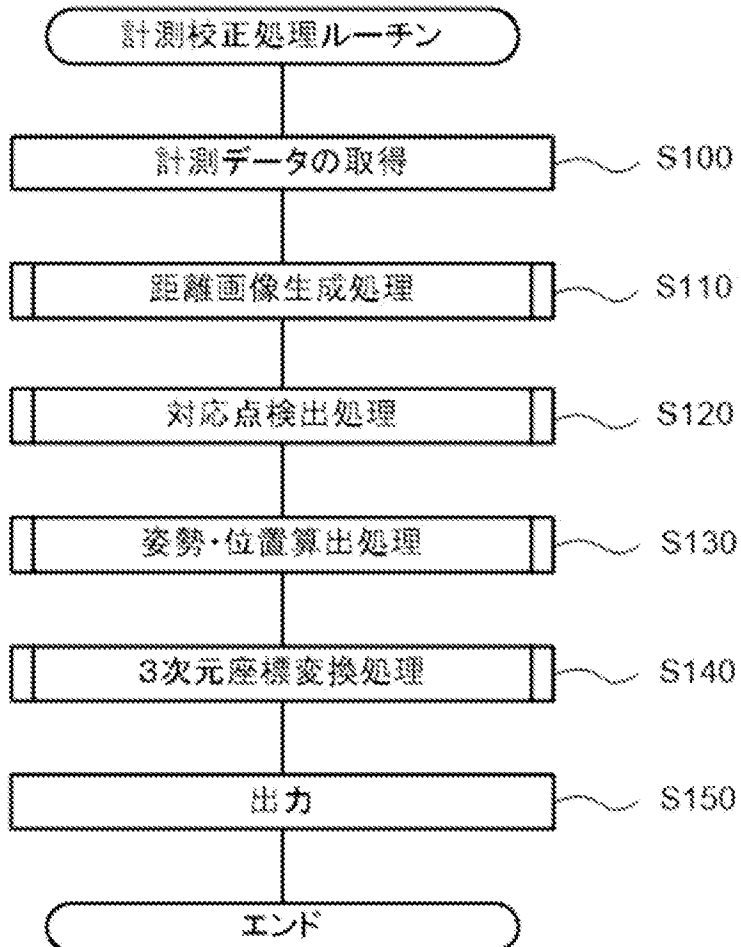 計測校正処理ルーチン
計測データの取得
S100
距離画像生成処理
S110
対応点検出処理
S120
姿勢・位置算出処理
S130
3次元座標変換処理
S140
出力
S150
エンド